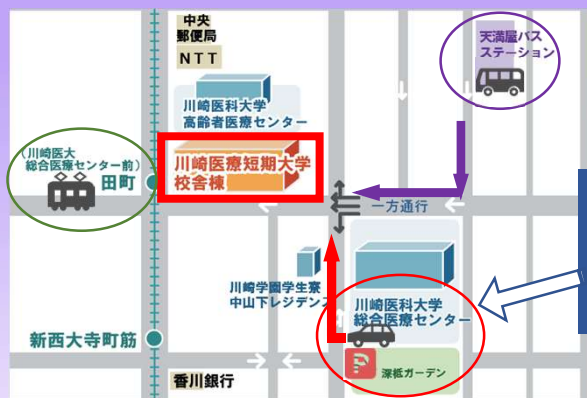 中央
郵便局
NTT
天満屋バス
ステーション
川崎医科大学
高齢者医療センター
(川崎医大
総合医療センター前)
田町
川崎医療短期大学
校舎棟
一方通行
川崎学園学生寮
中山下レジデンス
川崎医科大学
総合医療センター
新西大寺町筋
P
深柢ガーデン
香川銀行